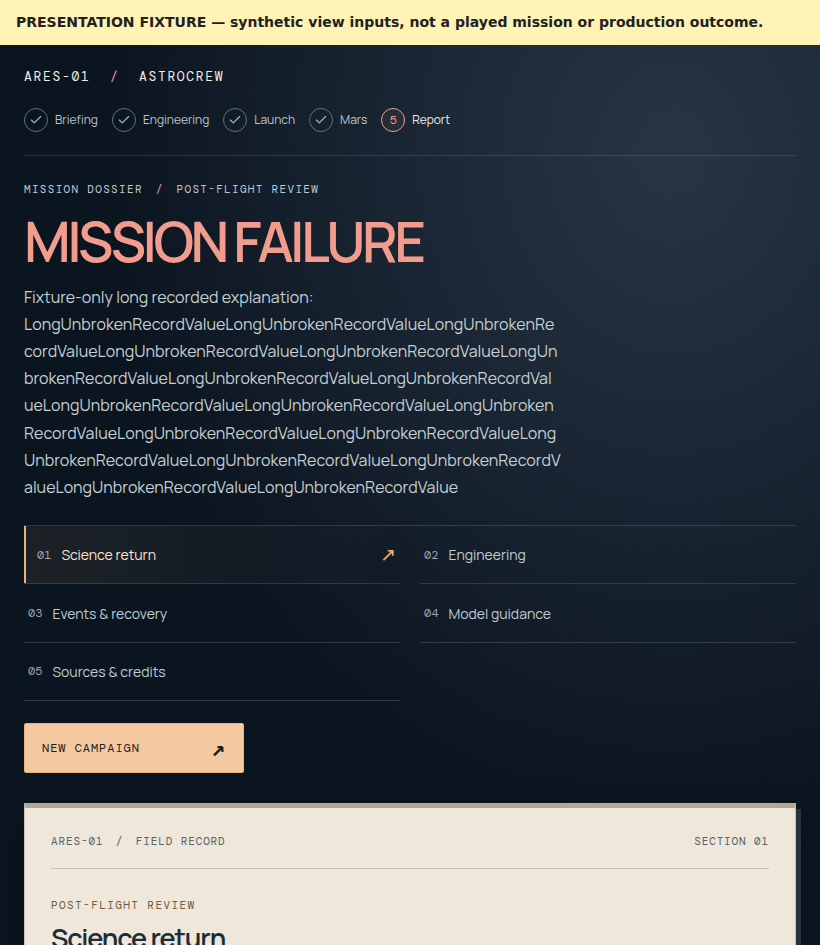 PRESENTATION FIXTURE — synthetic view inputs, not a played mission or production outcome.
ARES-01 / ASTROCREW
Briefing Engineering Launch Mars 5 Report
MISSION DOSSIER / POST-FLIGHT REVIEW
MISSION FAILURE
Fixture-only long recorded explanation:
LongUnbrokenRecordValueLongUnbrokenRecordValueLongUnbrokenRe
cordValueLongUnbrokenRecordValueLongUnbrokenRecordValueLongUn
brokenRecordValueLongUnbrokenRecordValueLongUnbrokenRecordVal
ueLongUnbrokenRecordValueLongUnbrokenRecordValueLongUnbroken
RecordValueLongUnbrokenRecordValueLongUnbrokenRecordValueLong
UnbrokenRecordValueLongUnbrokenRecordValueLongUnbrokenRecordV
alueLongUnbrokenRecordValueLongUnbrokenRecordValue
01 Science return ↗
02 Engineering
03 Events & recovery
04 Model guidance
05 Sources & credits
NEW CAMPAIGN ↗
ARES-01 / FIELD RECORD
SECTION 01
POST-FLIGHT REVIEW
Science return